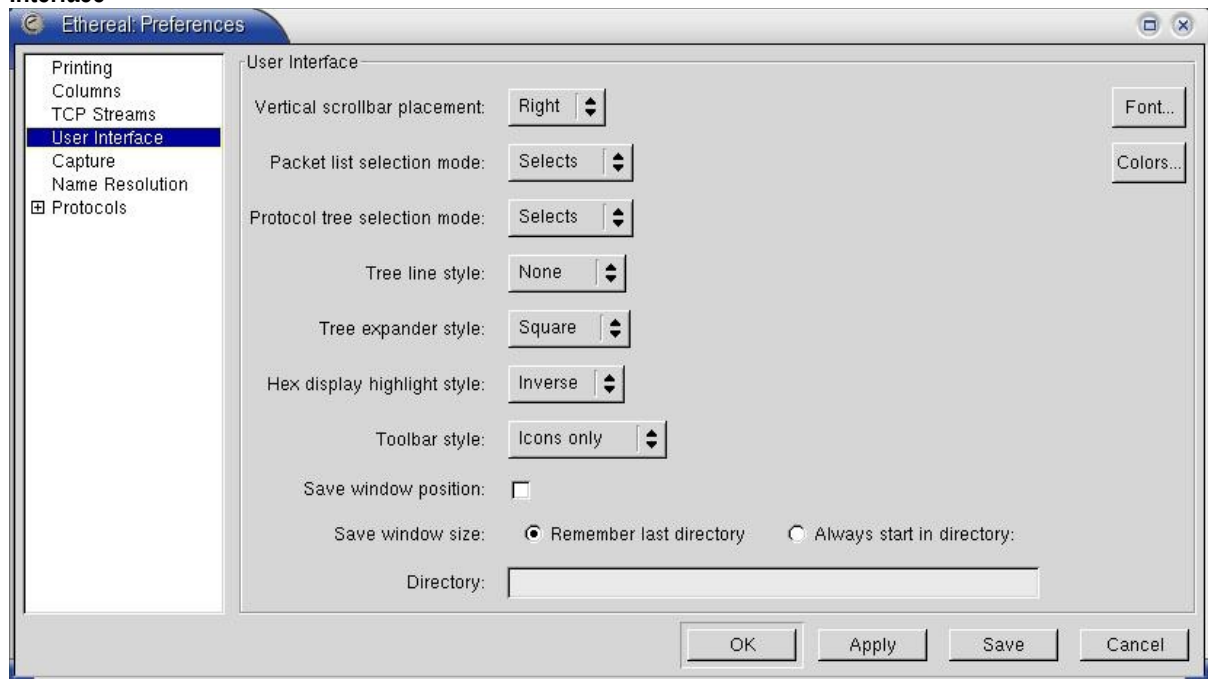 Interface
Ethereal: Preferences
Printing
Columns
TCP Streams
User Interface
Capture
Name Resolution
Protocols
User Interface
Vertical scrollbar placement: Right
Font...
Packet list selection mode: Selects
Colors...
Protocol tree selection mode: Selects
Tree line style: None
Tree expander style: Square
Hex display highlight style: Inverse
Toolbar style: Icons only
Save window position:
Save window size: Remember last directory Always start in directory:
Directory:
OK Apply Save Cancel